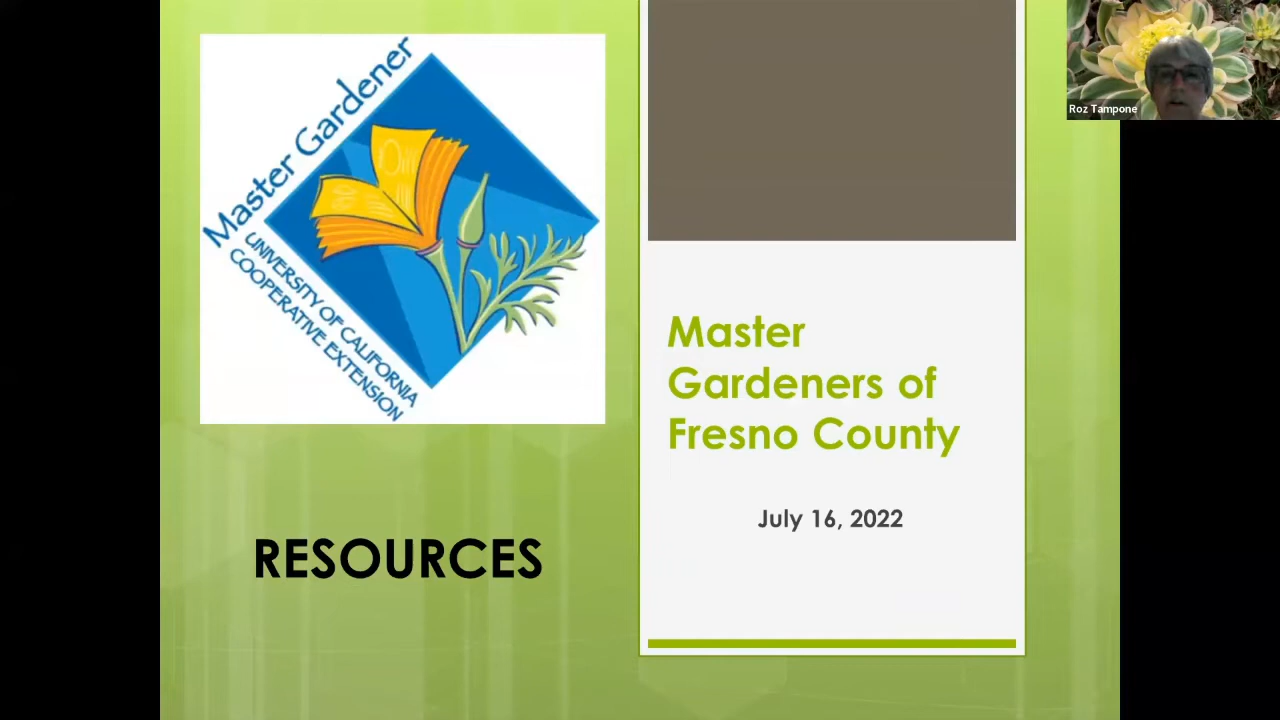 Master Gardener
UNIVERSITY OF CALIFORNIA
COOPERATIVE EXTENSION
RESOURCES
Master
Gardeners of
Fresno County
July 16, 2022
Roz Tampone